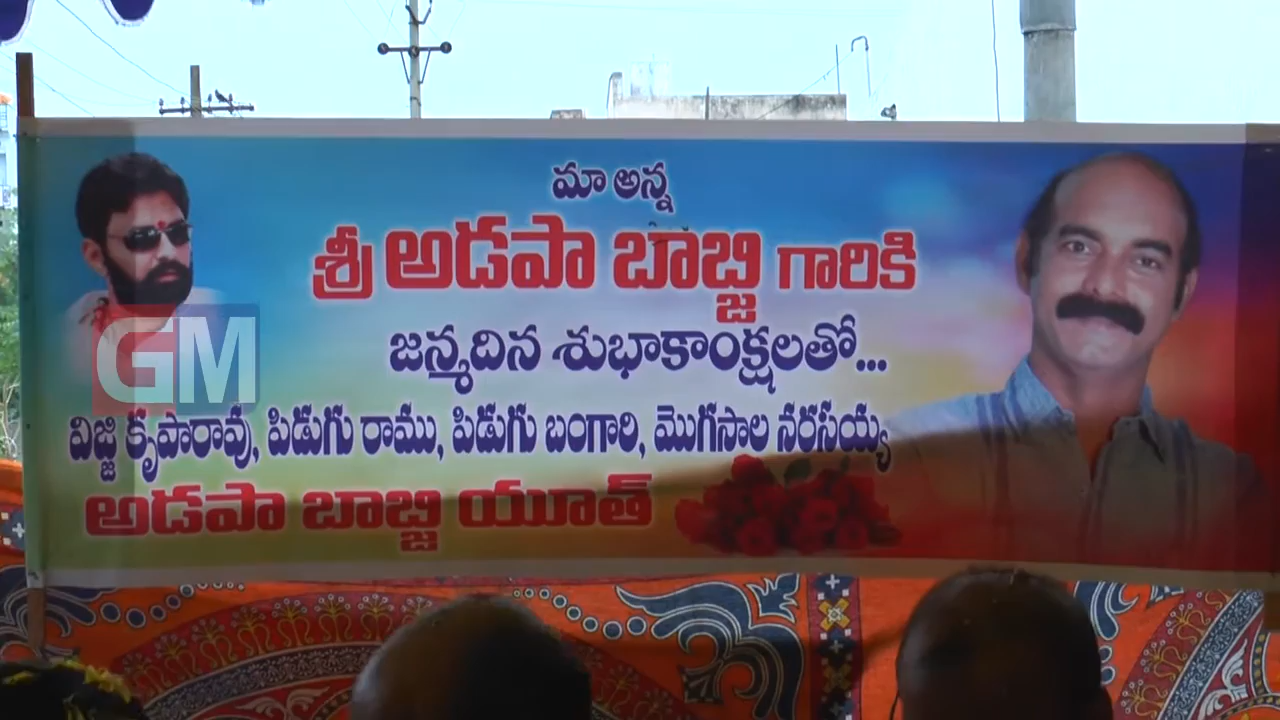 మా అన్న
శ్రీ అడపా బాబ్జి గారికి
జన్మదిన శుభాకాంక్షలతో...
GM
విజ్జి కృపారావు, పిడుగు రాము, పిడుగు బంగారి, మొగసాల నరసయ్య
అడపా బాబ్జి యూత్